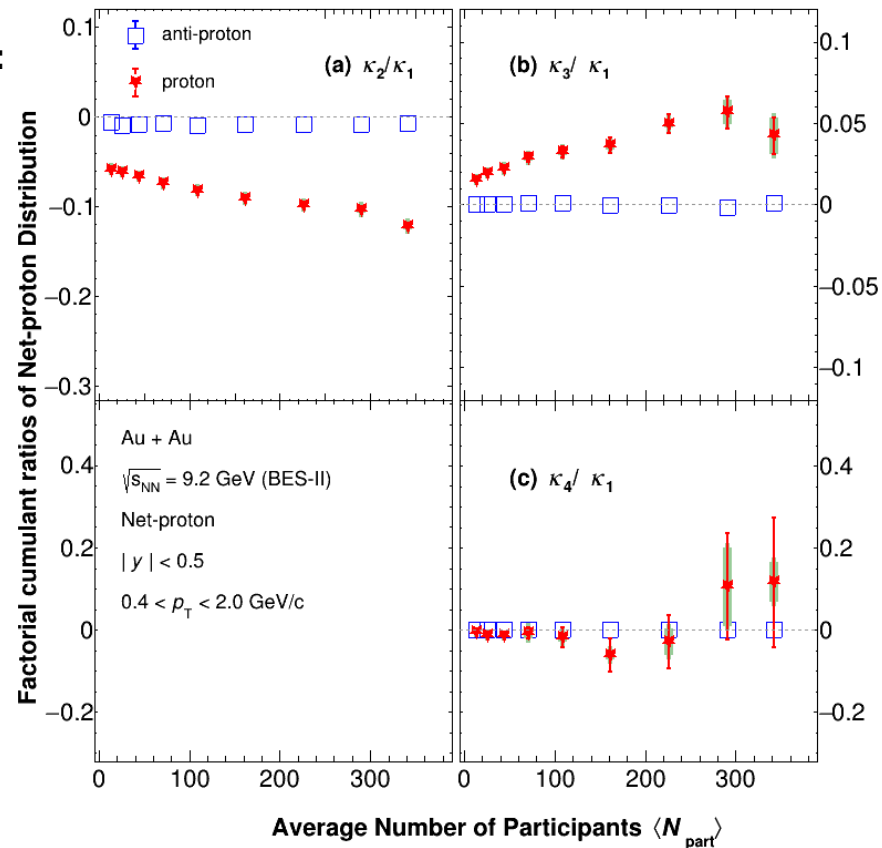 Factorial cumulant ratios of Net-proton Distribution
0.1
0
−0.1
−0.2
−0.3
anti-proton
proton
(a) κ2/κ1
(b) κ3/ κ1
0.1
0.05
0
−0.05
−0.1
0.4
0.2
0
−0.2
Au + Au
√sNN = 9.2 GeV (BES-II)
Net-proton
| y | < 0.5
0.4 < pT < 2.0 GeV/c
(c) κ4/ κ1
0.4
0.2
0
−0.2
0 100 200 300
0 100 200 300
Average Number of Participants ⟨Npart⟩